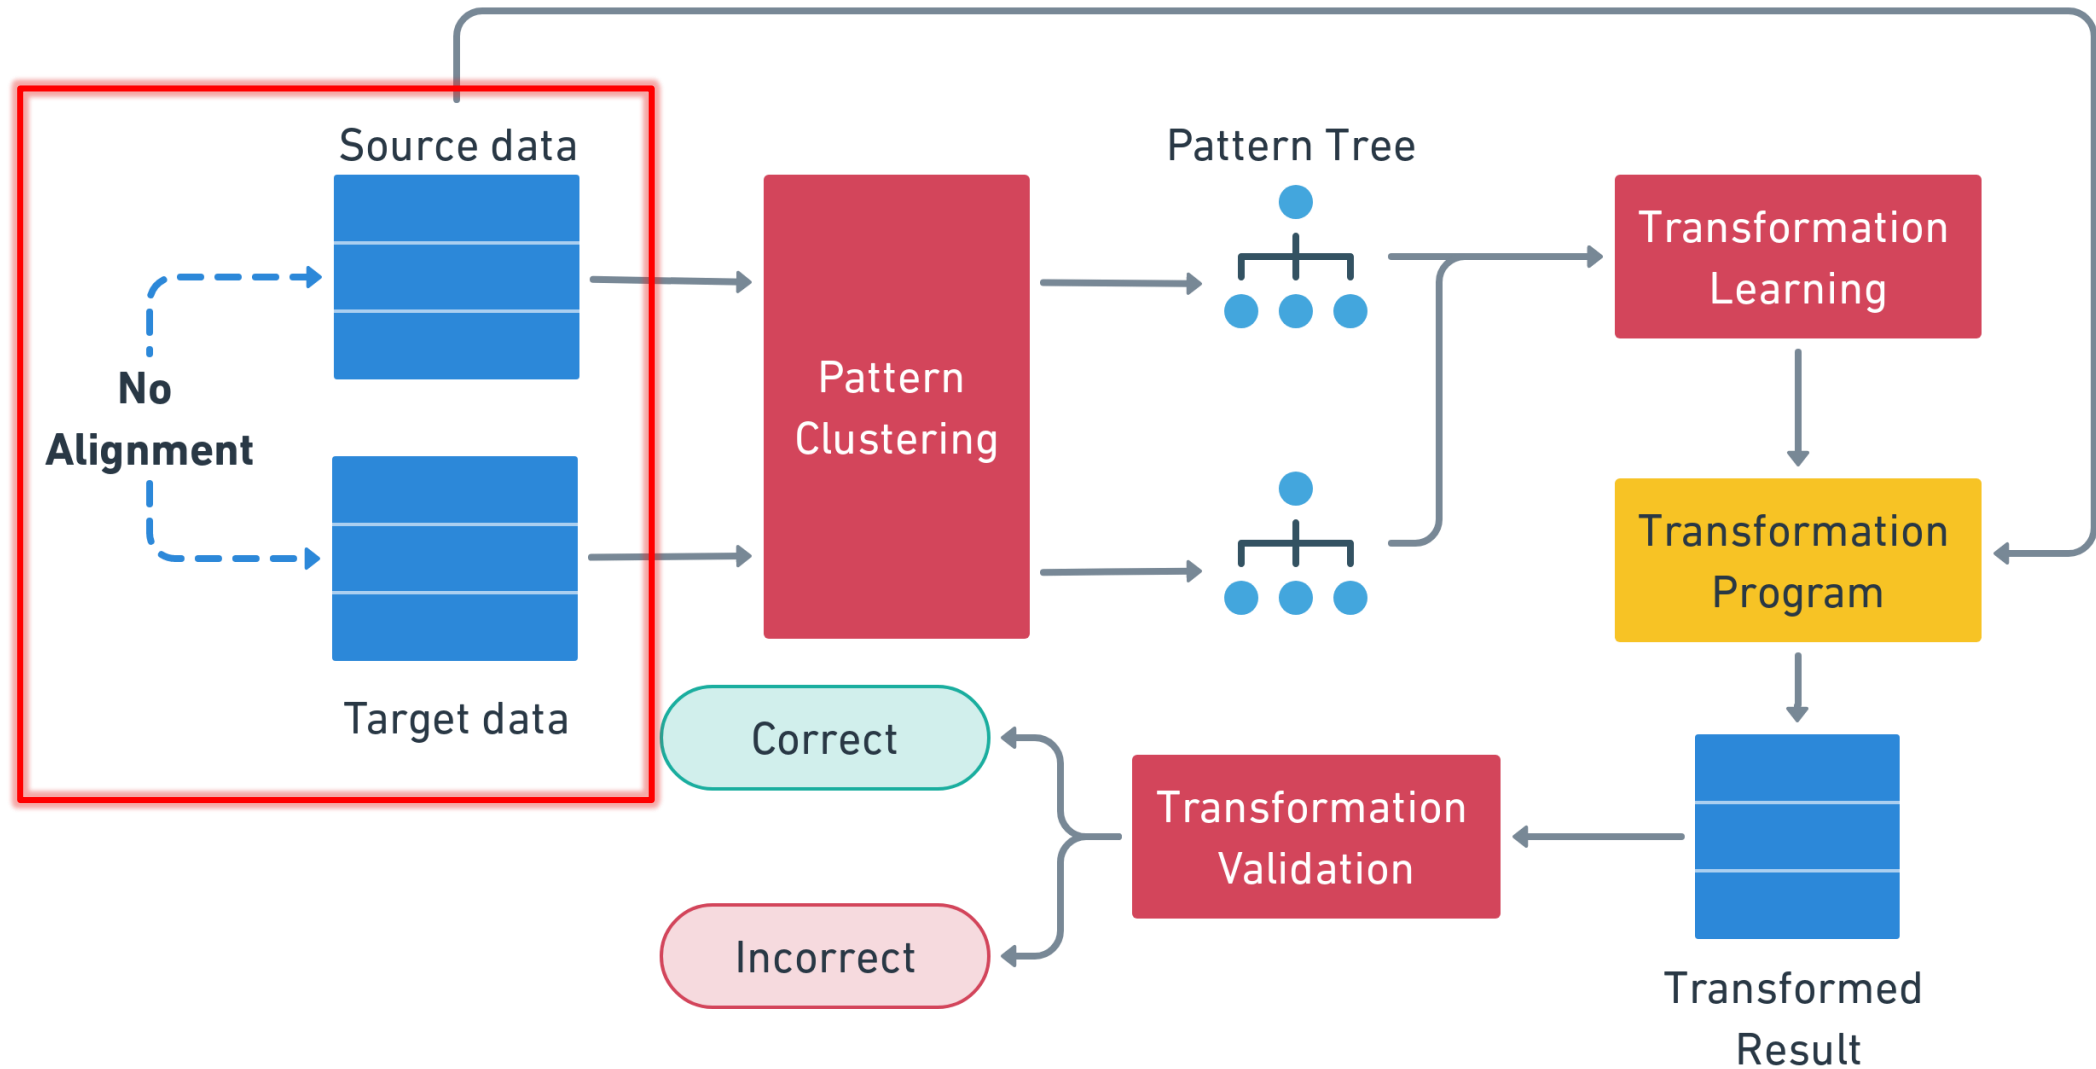 Source data
Pattern Tree
Transformation
Learning
No
Alignment
Pattern
Clustering
Transformation
Program
Target data
Correct
Transformation
Validation
Incorrect
Transformed
Result